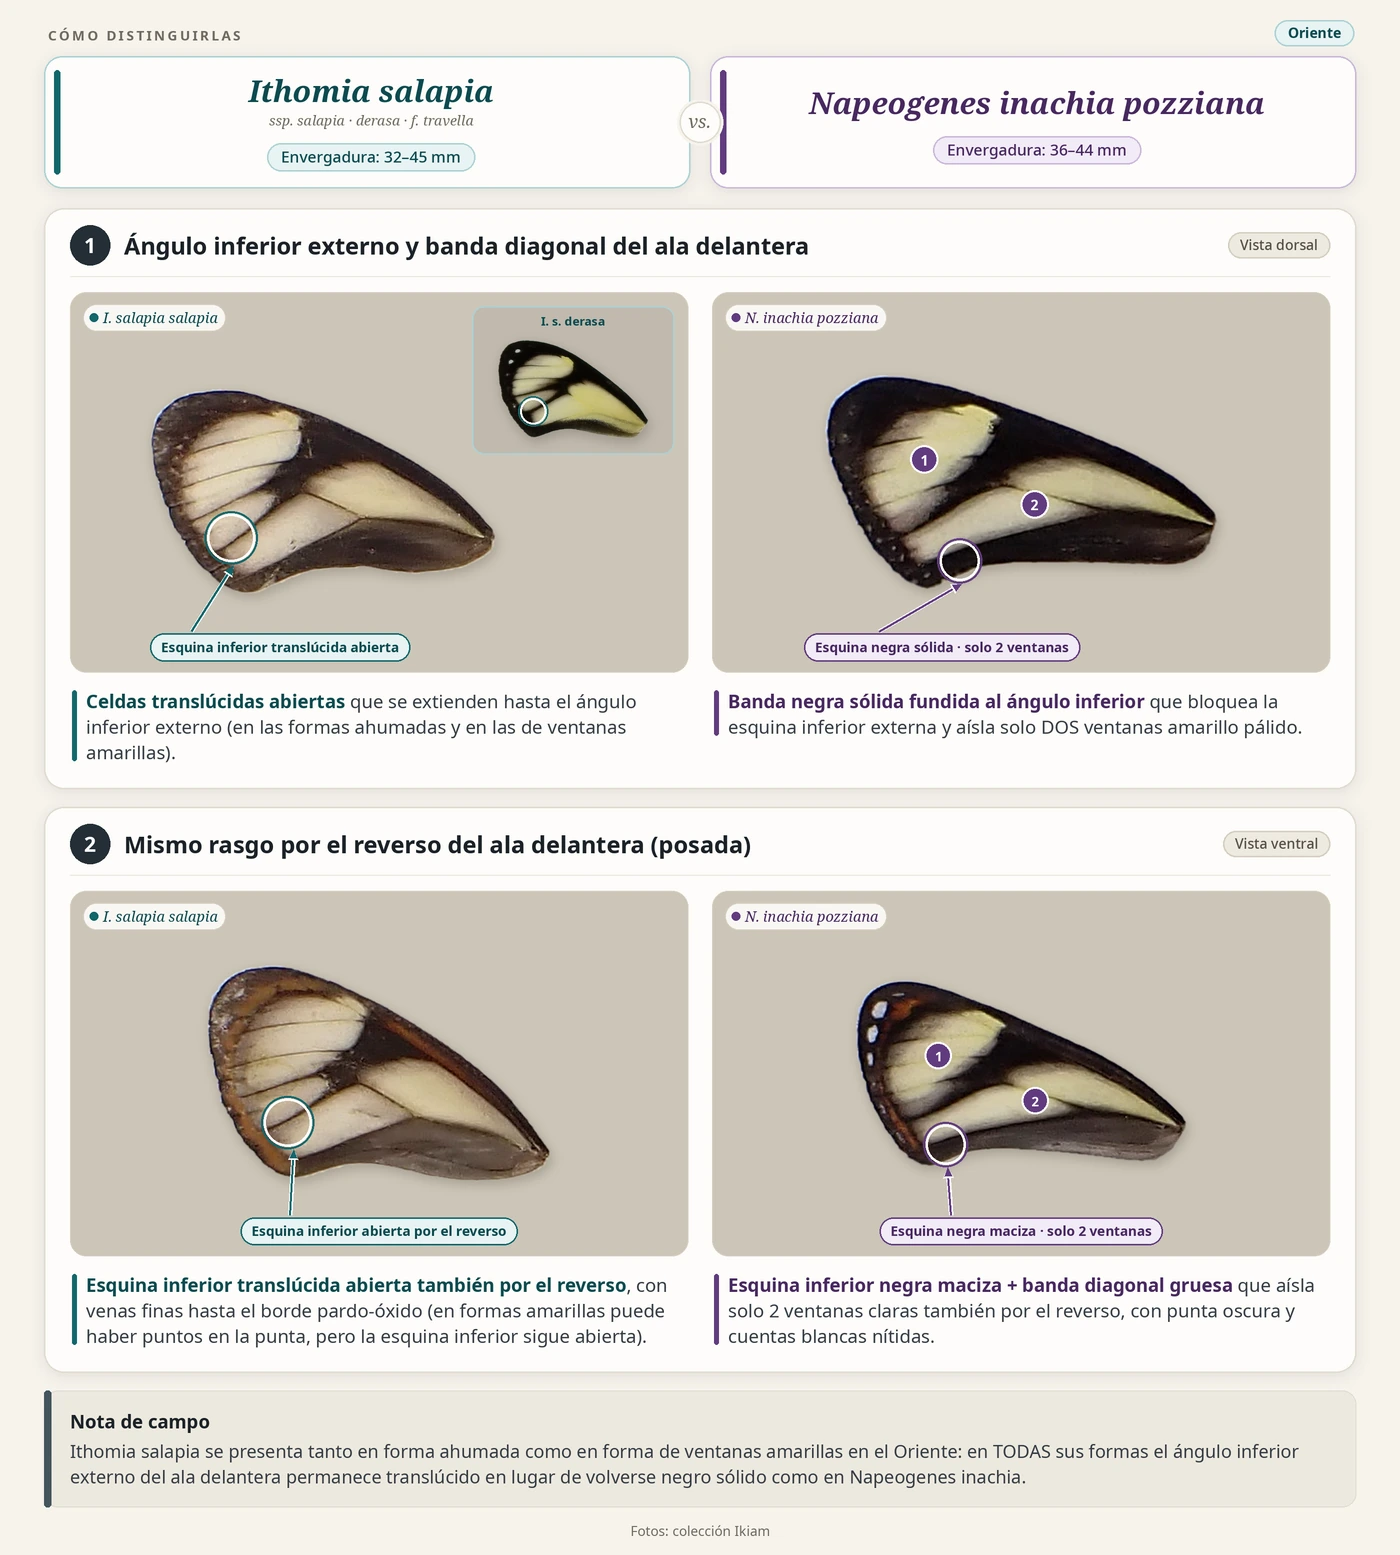 CÓMO DISTINGUIRLAS
Oriente
Ithomia salapia
ssp. salapia · derasa · f. travella
Envergadura: 32–45 mm
vs.
Napeogenes inachia pozziana
Envergadura: 36–44 mm
1 Ángulo inferior externo y banda diagonal del ala delantera
Vista dorsal
I. salapia salapia
I. s. derasa
Esquina inferior translúcida abierta
N. inachia pozziana
1
2
Esquina negra sólida · solo 2 ventanas
Celdas translúcidas abiertas que se extienden hasta el ángulo
inferior externo (en las formas ahumadas y en las de ventanas
amarillas).
Banda negra sólida fundida al ángulo inferior que bloquea la
esquina inferior externa y aísla solo DOS ventanas amarillo pálido.
2 Mismo rasgo por el reverso del ala delantera (posada)
Vista ventral
I. salapia salapia
Esquina inferior abierta por el reverso
N. inachia pozziana
1
2
Esquina negra maciza · solo 2 ventanas
Esquina inferior translúcida abierta también por el reverso, con
venas finas hasta el borde pardo-óxido (en formas amarillas puede
haber puntos en la punta, pero la esquina inferior sigue abierta).
Esquina inferior negra maciza + banda diagonal gruesa que aísla
solo 2 ventanas claras también por el reverso, con punta oscura y
cuentas blancas nítidas.
Nota de campo
Ithomia salapia se presenta tanto en forma ahumada como en forma de ventanas amarillas en el Oriente: en TODAS sus formas el ángulo inferior
externo del ala delantera permanece translúcido en lugar de volverse negro sólido como en Napeogenes inachia.
Fotos: colección Ikiam